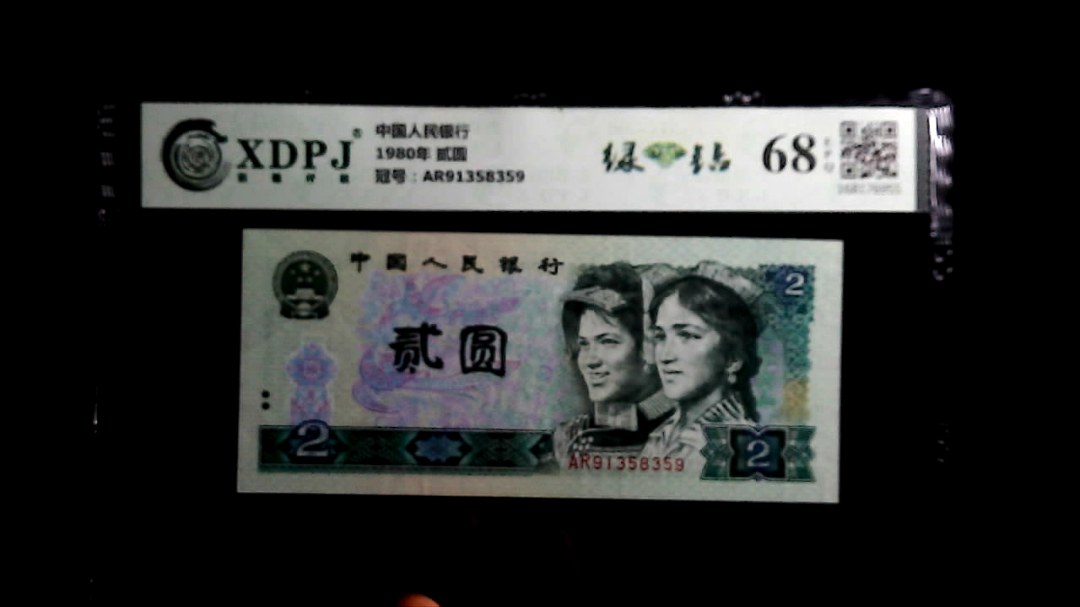 XDPJ®
中国人民银行
1980年 贰圆
冠号：AR91358359
绿 钻
68
EPQ
中国人民银行
2
贰圆
2
AR91358359
2